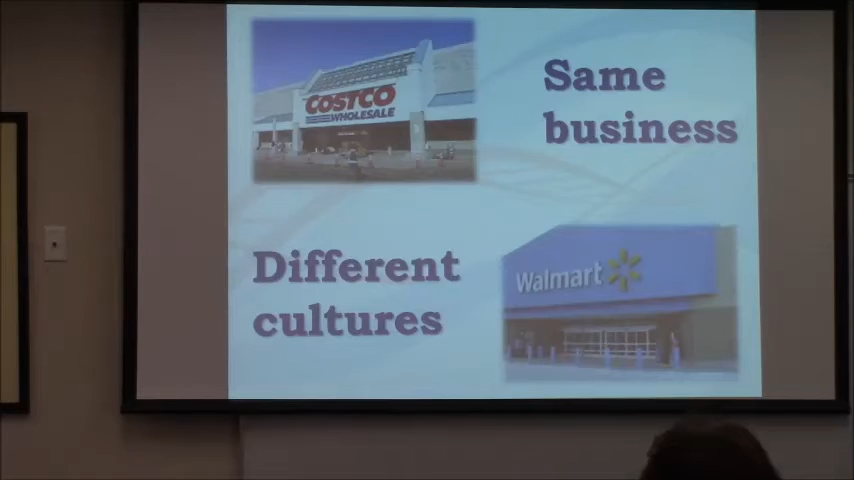 COSTCO
WHOLESALE
Same
business
Different
cultures
Walmart